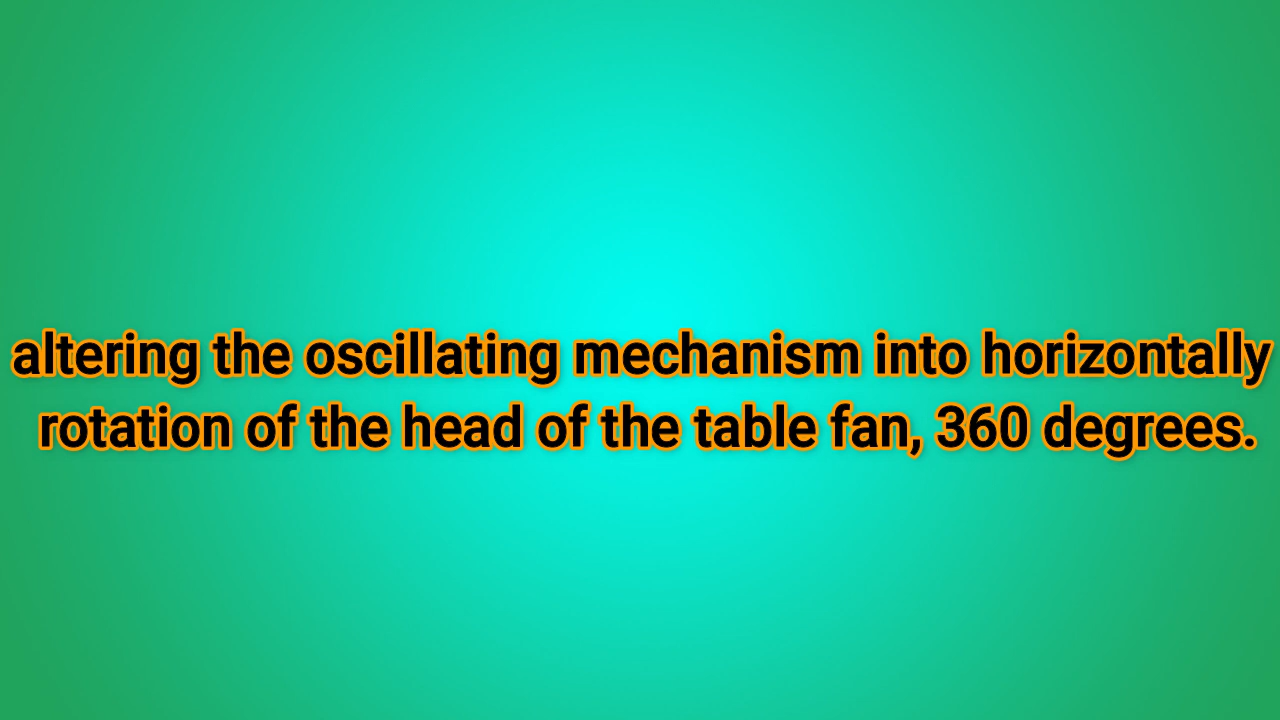 altering the oscillating mechanism into horizontally
rotation of the head of the table fan, 360 degrees.